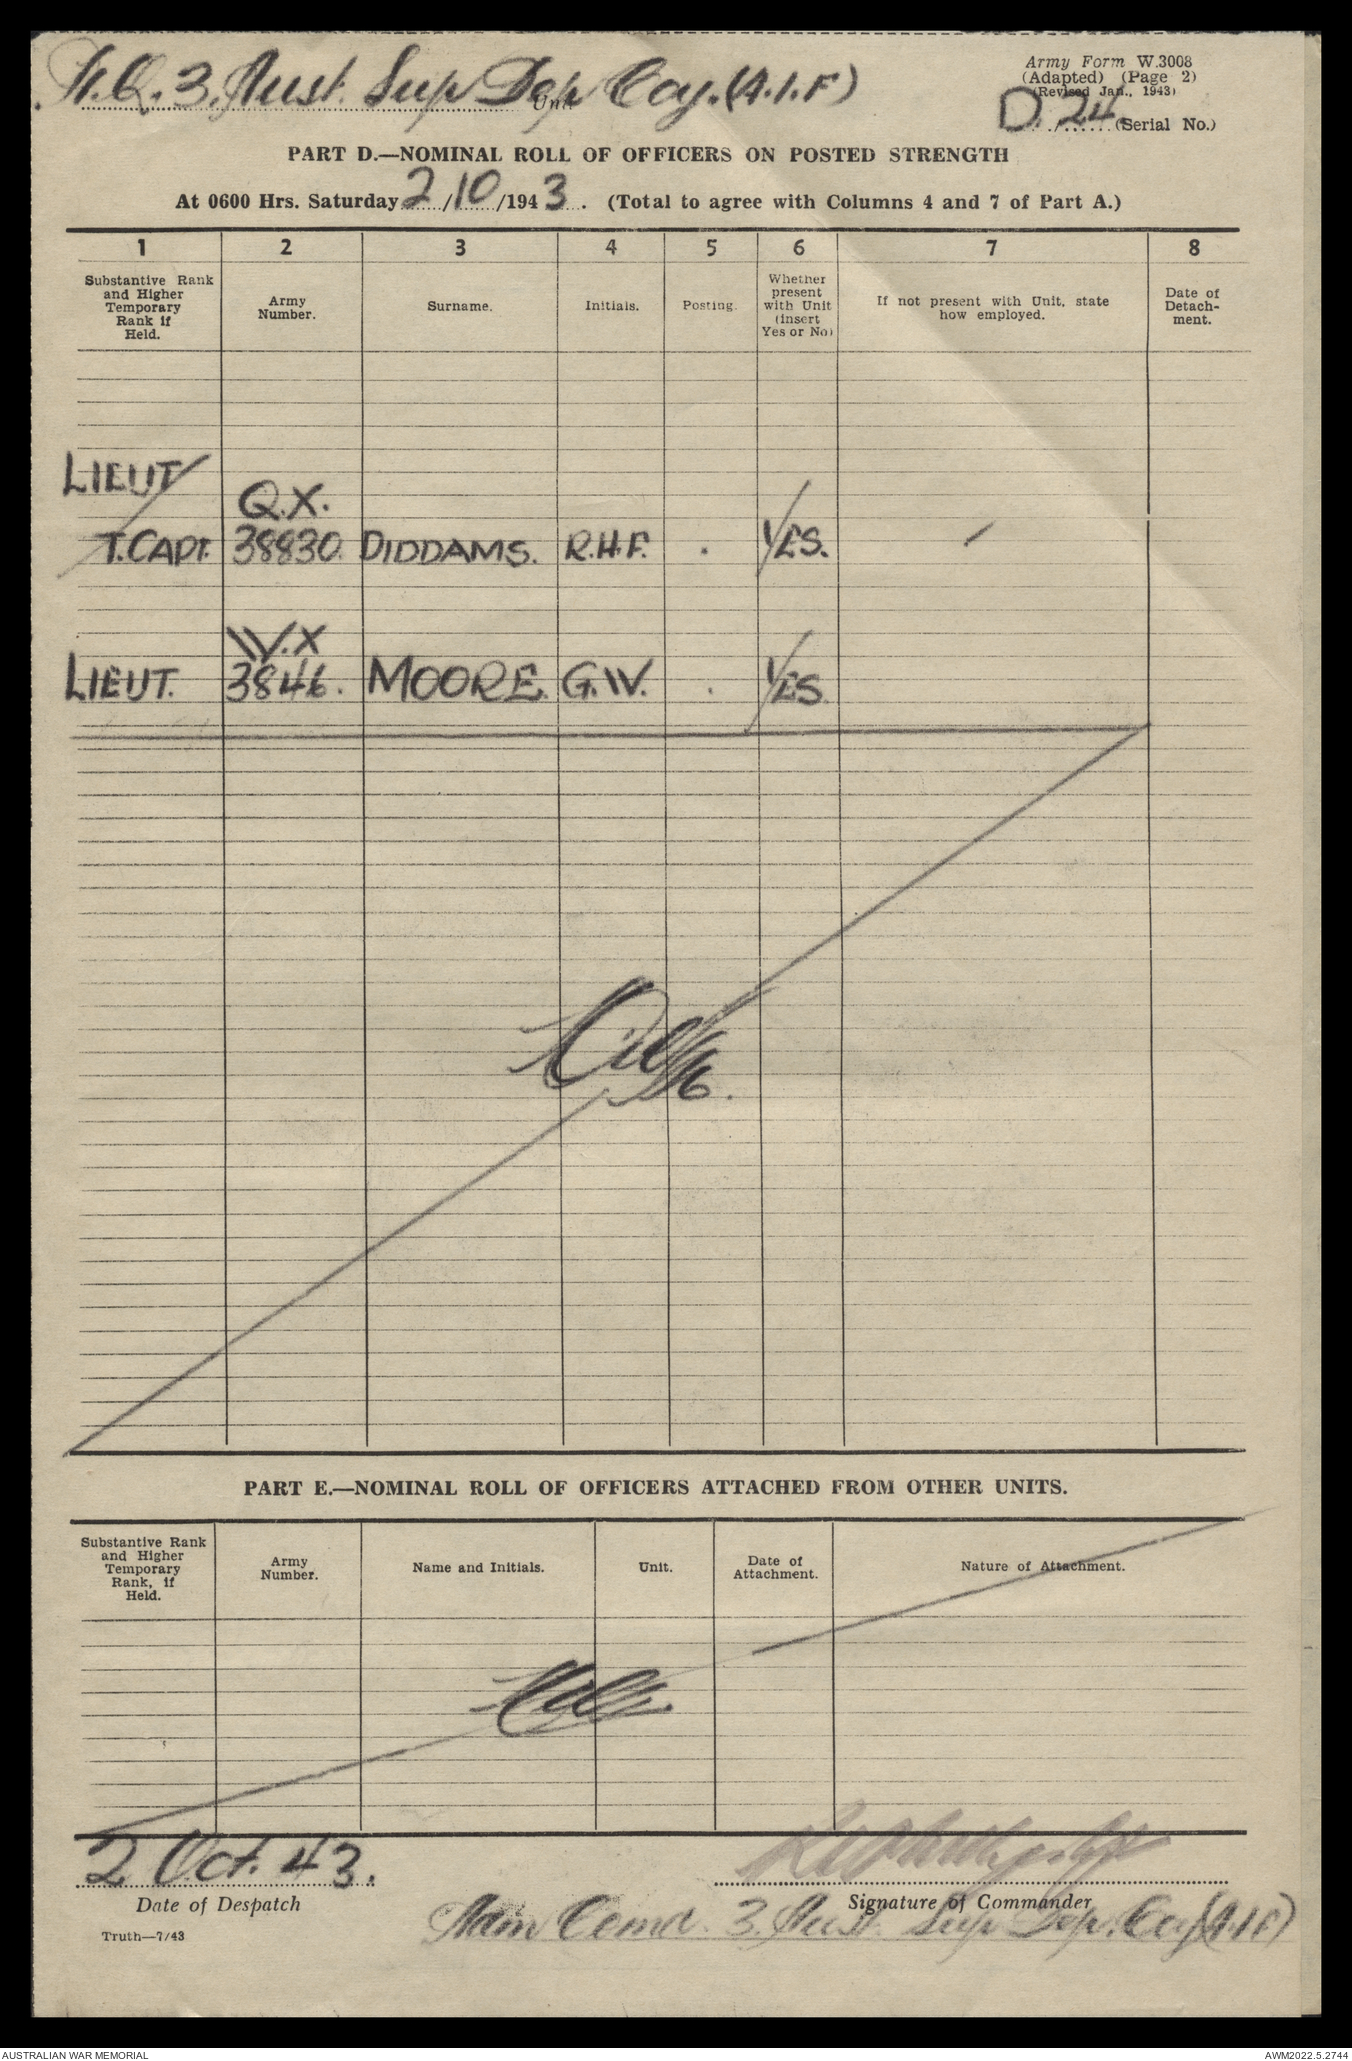 H.Q. 3. Aust. Sup Dep Coy. (A.I.F)
Unit
Army Form W.3008
(Adapted) (Page 2)
(Revised Jan., 1943)
D. 24. (Serial No.)
PART D.—NOMINAL ROLL OF OFFICERS ON POSTED STRENGTH
At 0600 Hrs. Saturday 2/10/1943. (Total to agree with Columns 4 and 7 of Part A.)
1 2 3 4 5 6 7 8
Substantive Rank and Higher Temporary Rank if Held. Army Number. Surname. Initials. Posting. Whether present with Unit (insert Yes or No) If not present with Unit, state how employed. Date of Detach-ment.
LIEUT
Q.X.
T.CAPT. 38830. DIDDAMS. R.H.F. . YES.
W.X
LIEUT. 3846. MOORE. G.W. . YES.
PART E.—NOMINAL ROLL OF OFFICERS ATTACHED FROM OTHER UNITS.
Substantive Rank and Higher Temporary Rank, if Held. Army Number. Name and Initials. Unit. Date of Attachment. Nature of Attachment.
2 Oct. 43.
Date of Despatch
Signature of Commander
3. Aust. Sup Dep. Coy (A.I.F)
Truth—7/43
AUSTRALIAN WAR MEMORIAL
AWM2022.5.2744